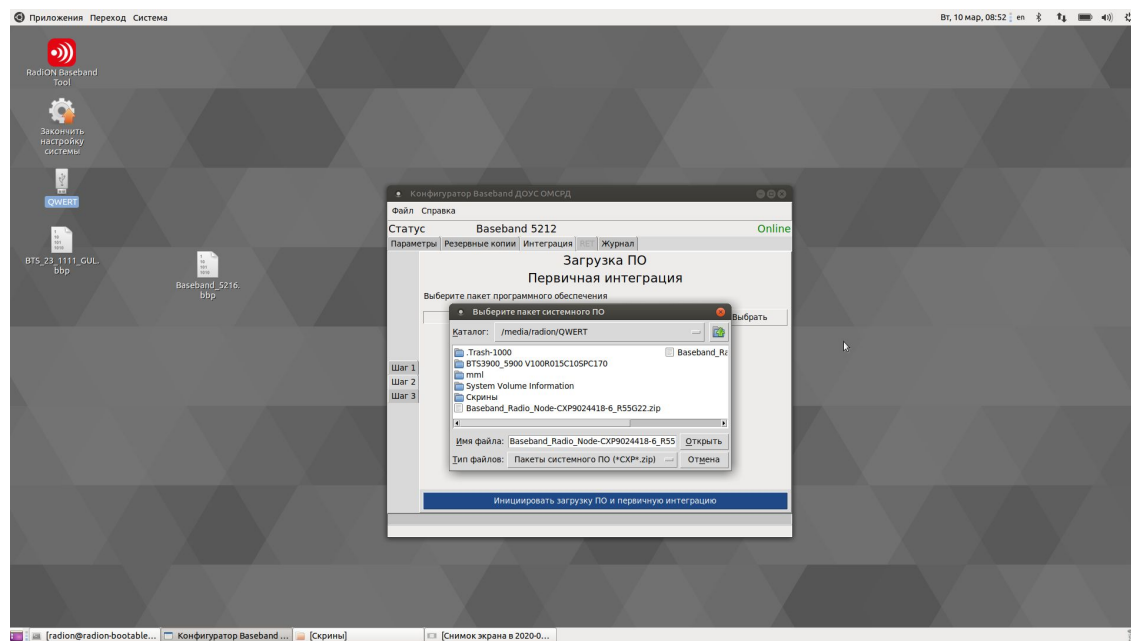 Приложения Переход Система
Вт, 10 мар, 08:52 en
RadiON Baseband
Tool
Закончить
настройку
системы
QWERT
BTS_23_1111_GUL.
bbp
Baseband_5216.
bbp
Конфигуратор Baseband ДОУС ОМСРД
Файл Справка
Статус Baseband 5212 Online
Параметры Резервные копии Интеграция RET Журнал
Загрузка ПО
Первичная интеграция
Выберите пакет программного обеспечения
Выбрать
Шаг 1
Шаг 2
Шаг 3
Выберите пакет системного ПО
Каталог: /media/radion/QWERT
.Trash-1000 Baseband_Ra
BTS3900_5900 V100R015C10SPC170
mml
System Volume Information
Скрины
Baseband_Radio_Node-CXP9024418-6_R55G22.zip
Имя файла: Baseband_Radio_Node-CXP9024418-6_R55 Открыть
Тип файлов: Пакеты системного ПО (*CXP*.zip) Отмена
Инициировать загрузку ПО и первичную интеграцию
[radion@radion-bootable... Конфигуратор Baseband ... [Скрины] [Снимок экрана в 2020-0...